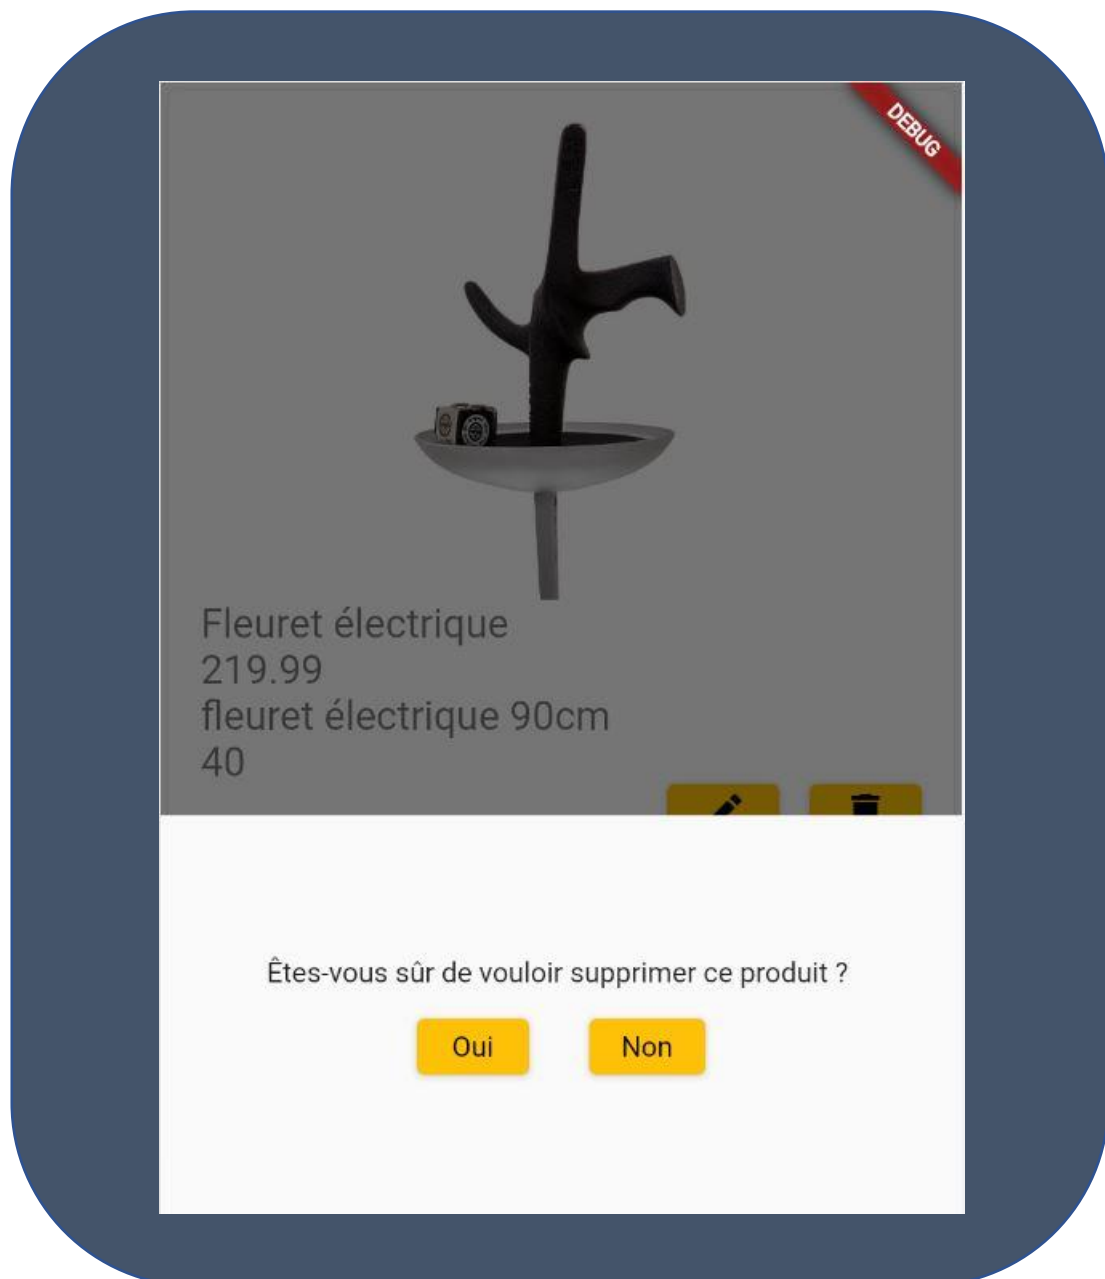 DEBUG
Fleuret électrique
219.99
fleuret électrique 90cm
40
Êtes-vous sûr de vouloir supprimer ce produit ?
Oui
Non